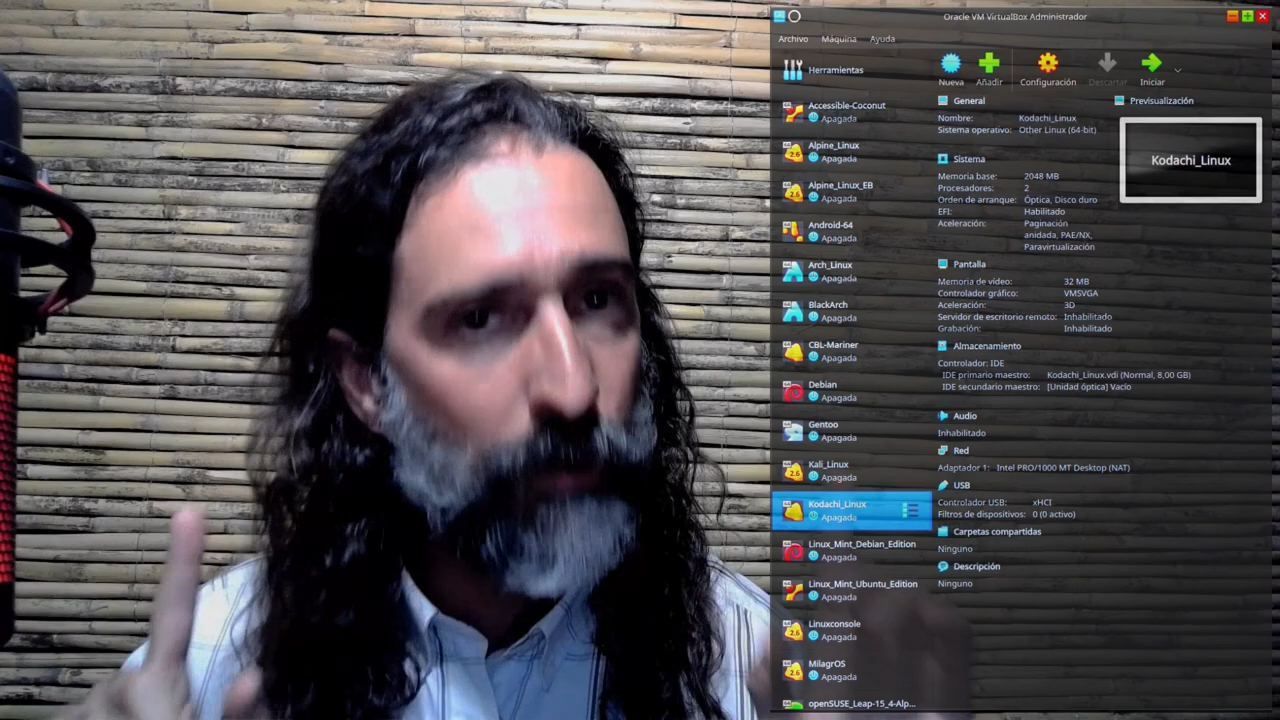 Oracle VM VirtualBox Administrador
Archivo Máquina Ayuda
Herramientas
Nueva Añadir Configuración Descartar Iniciar
Accessible-Coconut
Apagada
Alpine_Linux
Apagada
Alpine_Linux_EB
Apagada
Android-64
Apagada
Arch_Linux
Apagada
BlackArch
Apagada
CBL-Mariner
Apagada
Debian
Apagada
Gentoo
Apagada
Kali_Linux
Apagada
Kodachi_Linux
Apagada
Linux_Mint_Debian_Edition
Apagada
Linux_Mint_Ubuntu_Edition
Apagada
Linuxconsole
Apagada
MilagrOS
Apagada
openSUSE_Leap-15_4-Alp...
General
Nombre: Kodachi_Linux
Sistema operativo: Other Linux (64-bit)
Sistema
Memoria base: 2048 MB
Procesadores: 2
Orden de arranque: Óptica, Disco duro
EFI: Habilitado
Aceleración: Paginación
anidada, PAE/NX,
Paravirtualización
Pantalla
Memoria de vídeo: 32 MB
Controlador gráfico: VMSVGA
Aceleración: 3D
Servidor de escritorio remoto: Inhabilitado
Grabación: Inhabilitado
Almacenamiento
Controlador: IDE
IDE primario maestro: Kodachi_Linux.vdi (Normal, 8,00 GB)
IDE secundario maestro: [Unidad óptica] Vacío
Audio
Inhabilitado
Red
Adaptador 1: Intel PRO/1000 MT Desktop (NAT)
USB
Controlador USB: xHCI
Filtros de dispositivos: 0 (0 activo)
Carpetas compartidas
Ninguno
Descripción
Ninguno
Previsualización
Kodachi_Linux